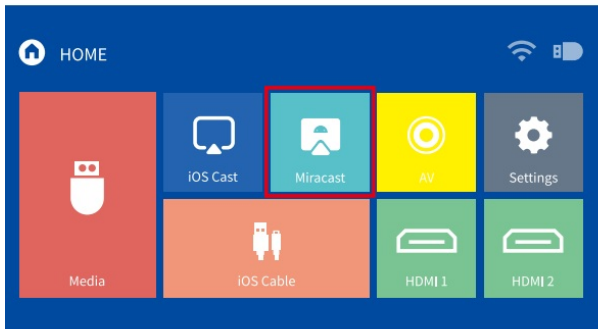 HOME
iOS Cast
Miracast
AV
Settings
Media
iOS Cable
HDMI 1
HDMI 2